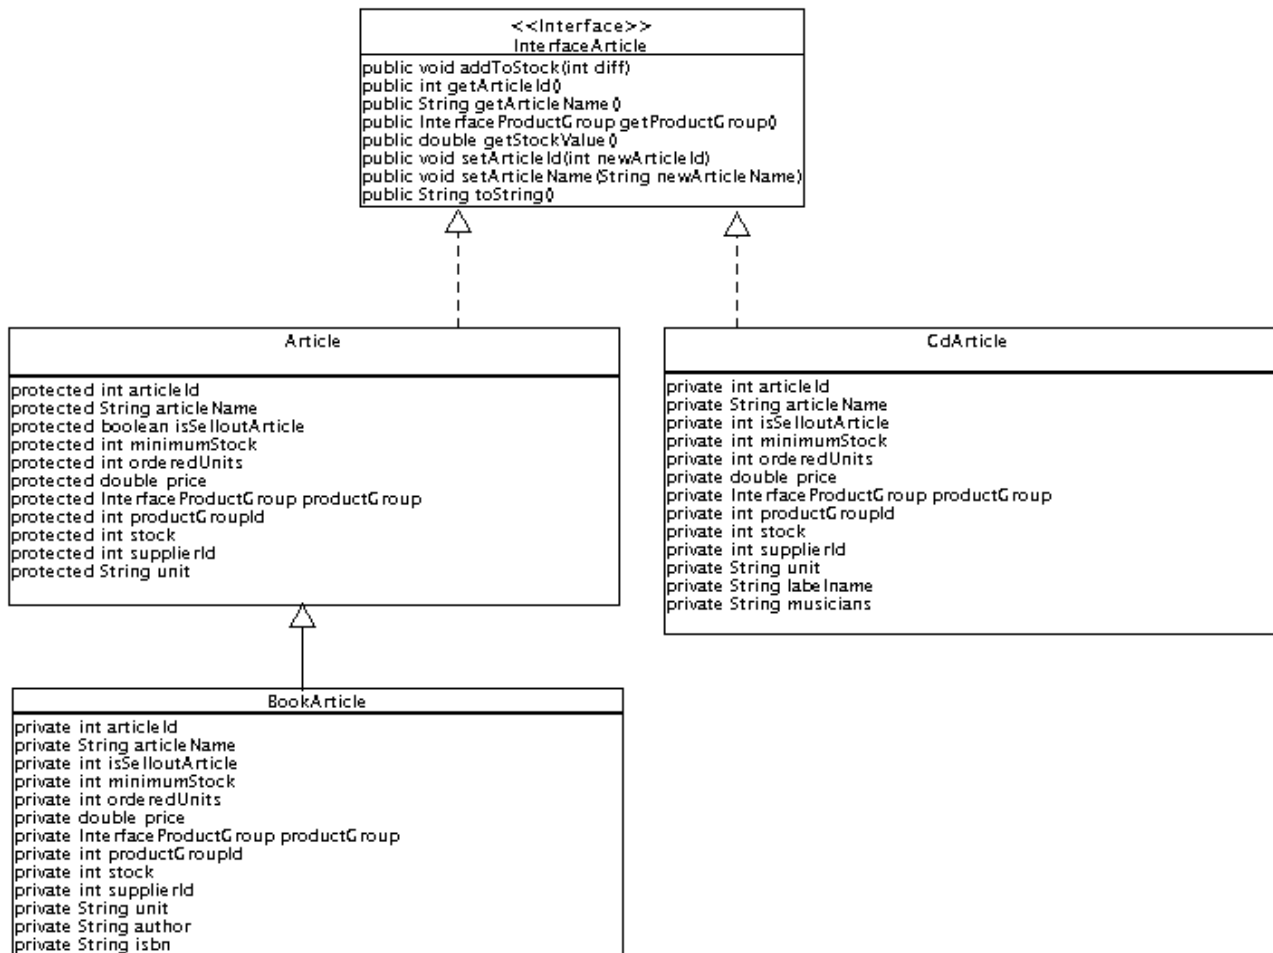 <<Interface>>
InterfaceArticle
public void addToStock(int diff)
public int getArticleId()
public String getArticleName()
public InterfaceProductGroup getProductGroup()
public double getStockValue()
public void setArticleId(int newArticleId)
public void setArticleName(String newArticleName)
public String toString()
Article
protected int articleId
protected String articleName
protected boolean isSelloutArticle
protected int minimumStock
protected int orderedUnits
protected double price
protected InterfaceProductGroup productGroup
protected int productGroupId
protected int stock
protected int supplierId
protected String unit
CdArticle
private int articleId
private String articleName
private int isSelloutArticle
private int minimumStock
private int orderedUnits
private double price
private InterfaceProductGroup productGroup
private int productGroupId
private int stock
private int supplierId
private String unit
private String labelname
private String musicians
BookArticle
private int articleId
private String articleName
private int isSelloutArticle
private int minimumStock
private int orderedUnits
private double price
private InterfaceProductGroup productGroup
private int productGroupId
private int stock
private int supplierId
private String unit
private String author
private String isbn